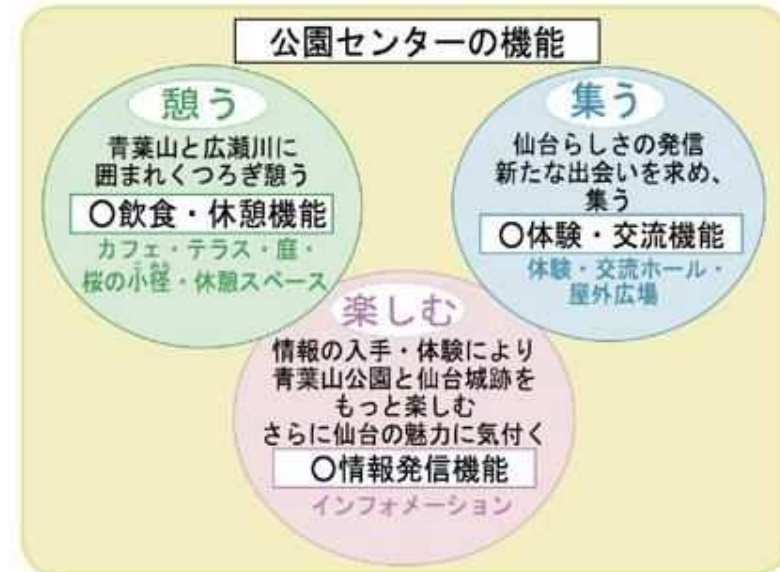 公園センターの機能
憩う
青葉山と広瀬川に
囲まれくつろぎ憩う
〇飲食・休憩機能
カフェ・テラス・庭・
桜の小径・休憩スペース
集う
仙台らしさの発信
新たな出会いを求め、
集う
〇体験・交流機能
体験・交流ホール・
屋外広場
楽しむ
情報の入手・体験により
青葉山公園と仙台城跡を
もっと楽しむ
さらに仙台の魅力に気付く
〇情報発信機能
インフォメーション